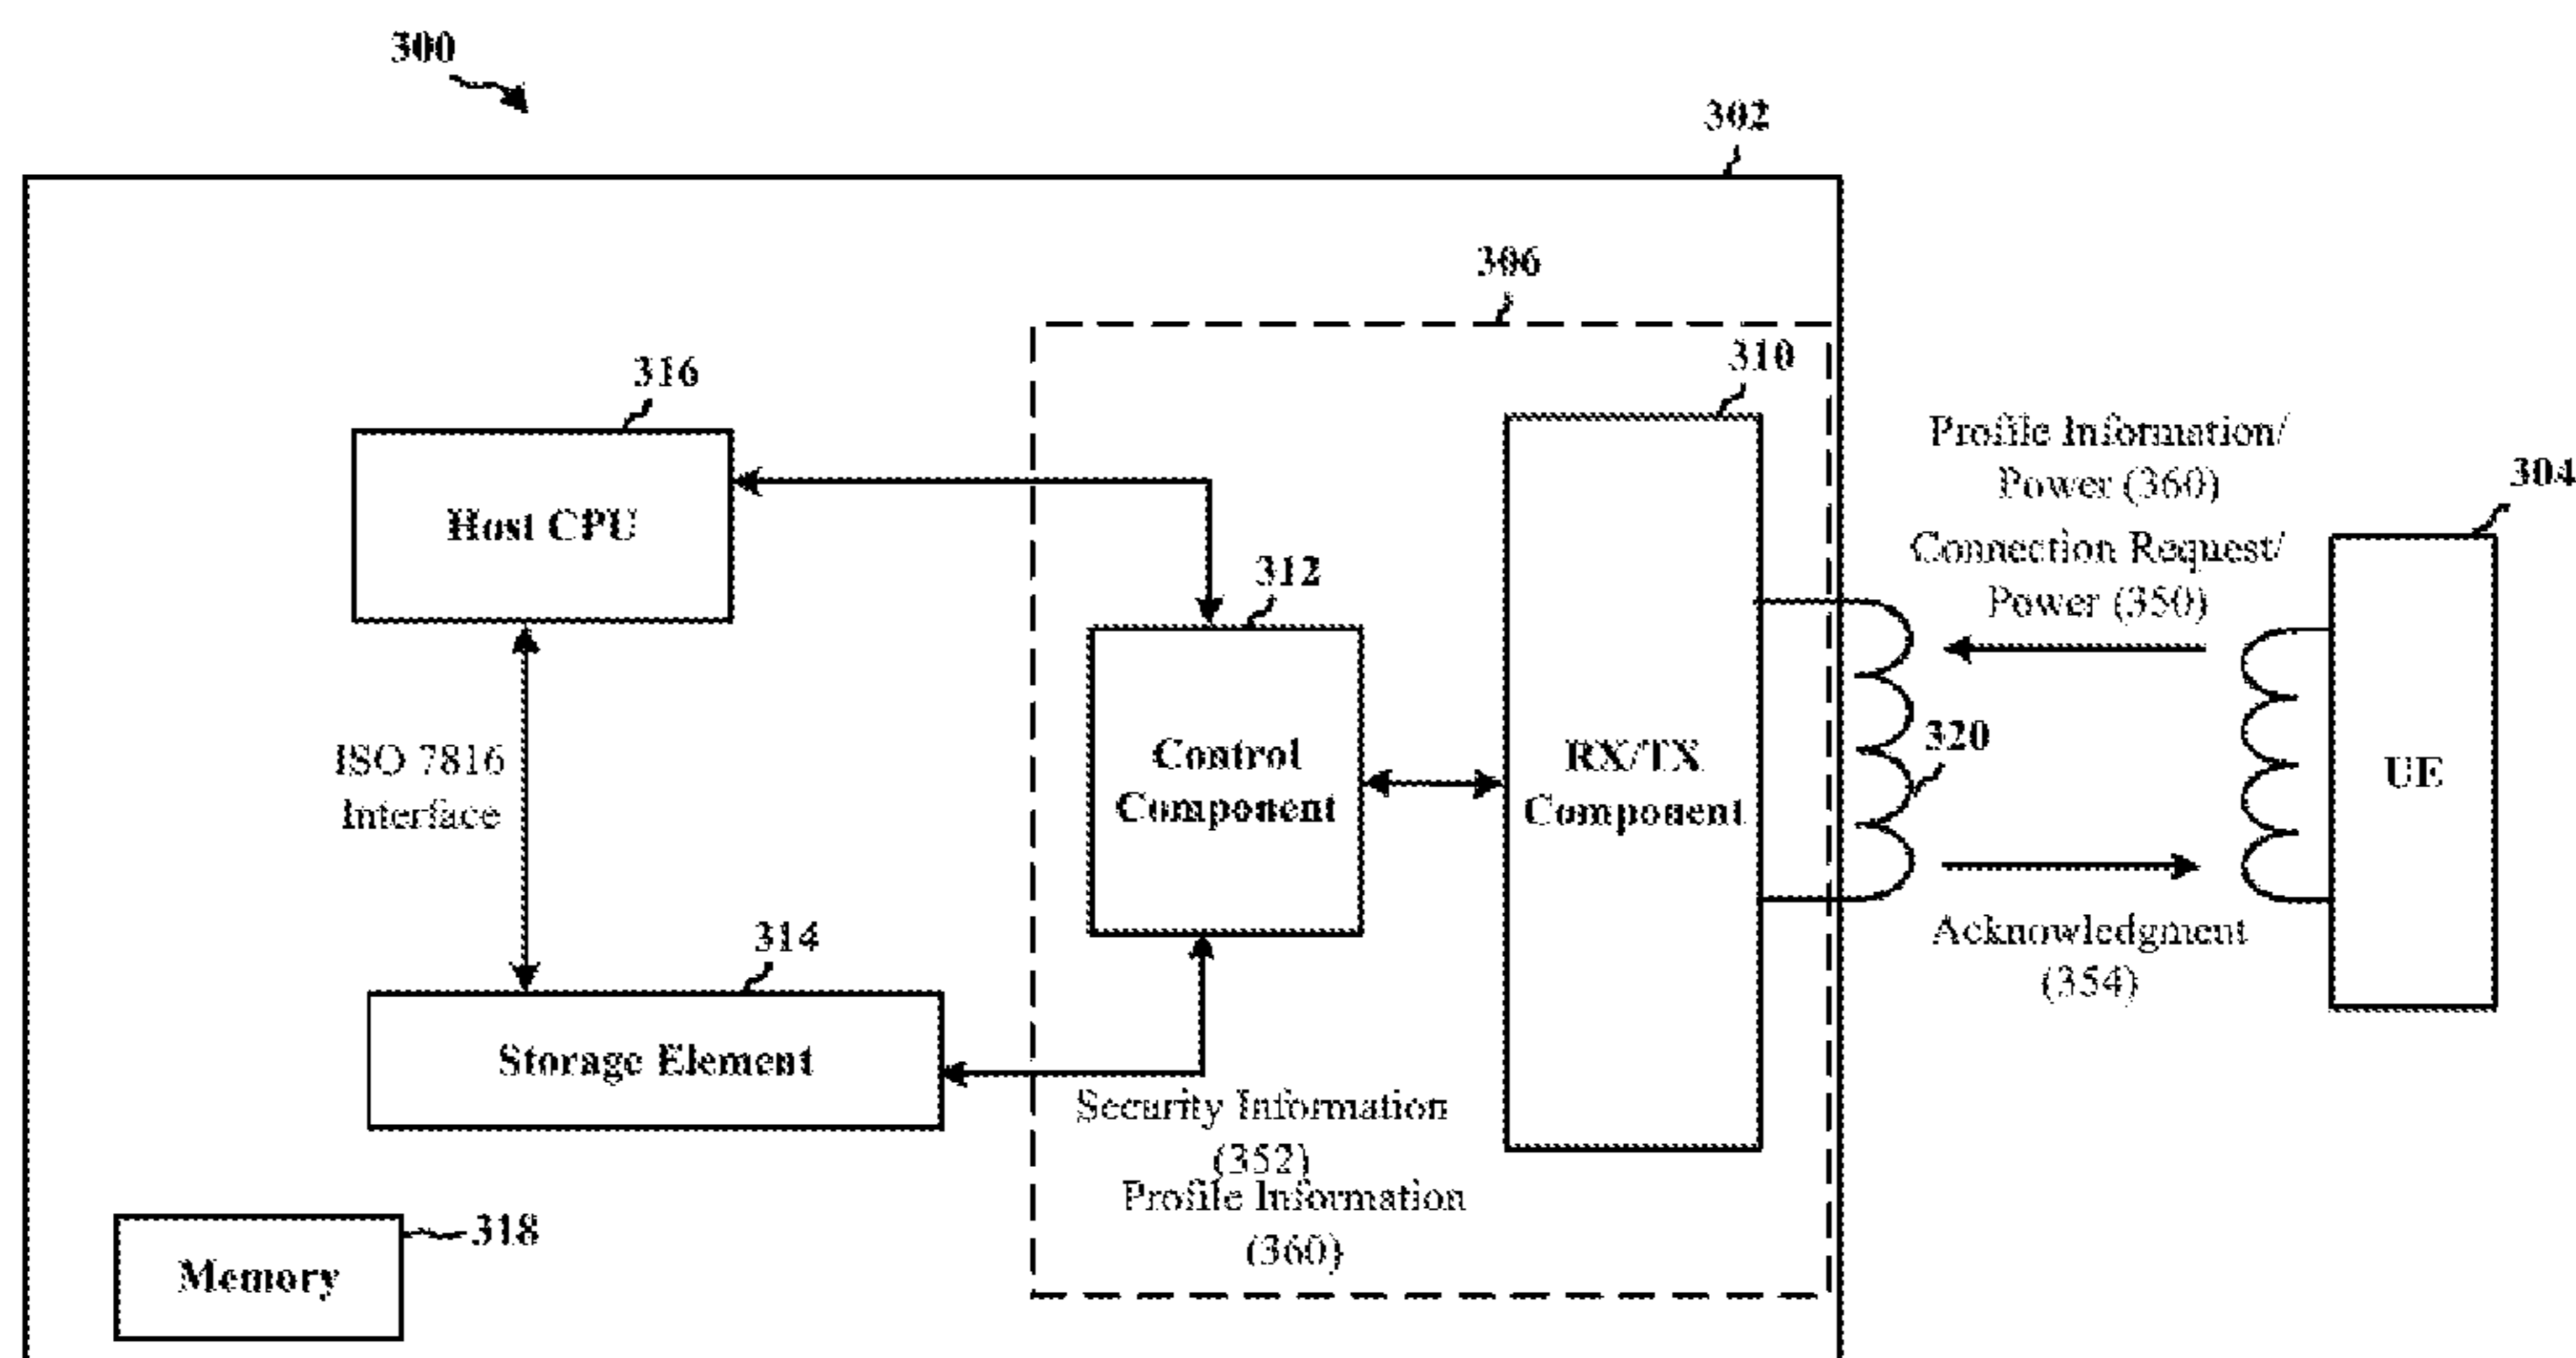 300
302
306
316
310
Host CPU
312
Profile Information/
Power (360)
Connection Request/
Power (350)
304
ISO 7816
Interface
Control
Component
RX/TX
Component
320
UE
314
Storage Element
Acknowledgment
(354)
Security Information
(352)
Profile Information
(360)
318
Memory